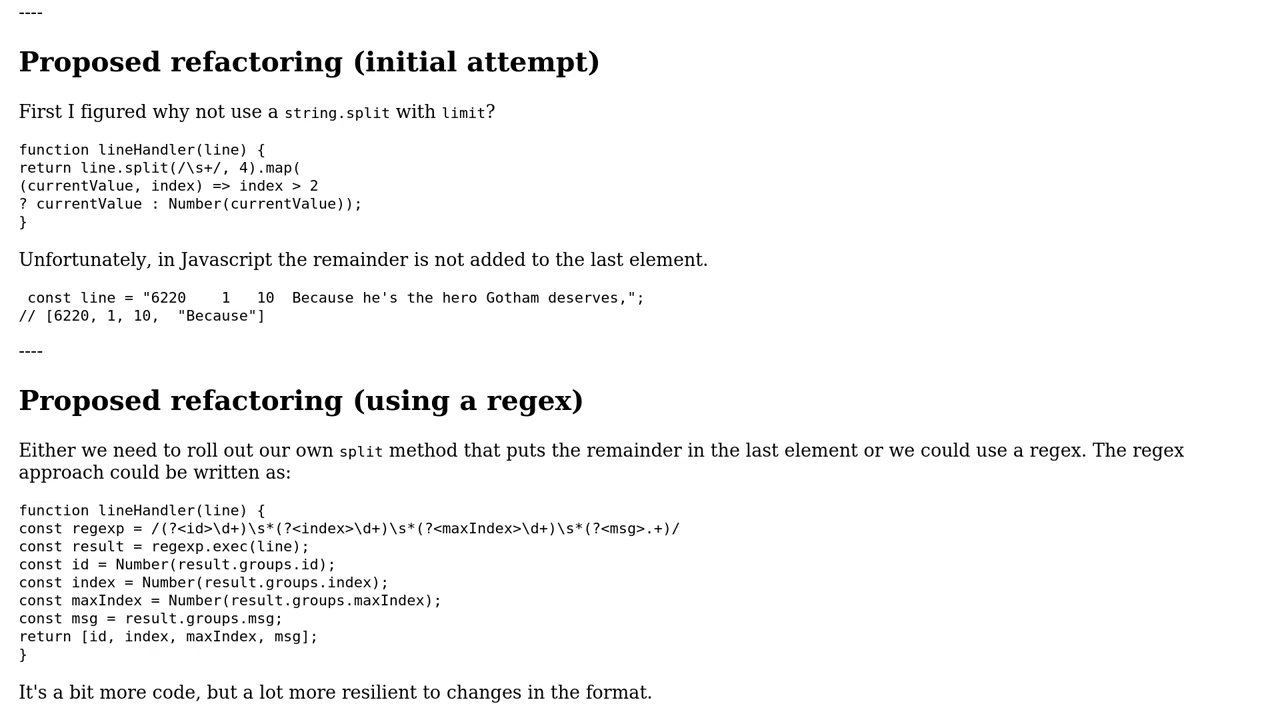 ----
Proposed refactoring (initial attempt)
First I figured why not use a string.split with limit?
function lineHandler(line) {
return line.split(/\s+/, 4).map(
(currentValue, index) => index > 2
? currentValue : Number(currentValue));
}
Unfortunately, in Javascript the remainder is not added to the last element.
const line = "6220    1   10  Because he's the hero Gotham deserves,";
// [6220, 1, 10,  "Because"]
----
Proposed refactoring (using a regex)
Either we need to roll out our own split method that puts the remainder in the last element or we could use a regex. The regex
approach could be written as:
function lineHandler(line) {
const regexp = /(?<id>\d+)\s*(?<index>\d+)\s*(?<maxIndex>\d+)\s*(?<msg>.+)/
const result = regexp.exec(line);
const id = Number(result.groups.id);
const index = Number(result.groups.index);
const maxIndex = Number(result.groups.maxIndex);
const msg = result.groups.msg;
return [id, index, maxIndex, msg];
}
It's a bit more code, but a lot more resilient to changes in the format.